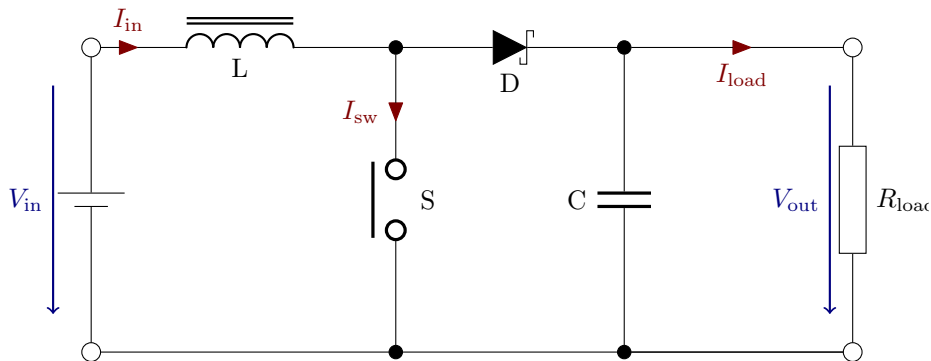 I_in
L
D
I_load
I_sw
V_in
S
C
V_out
R_load